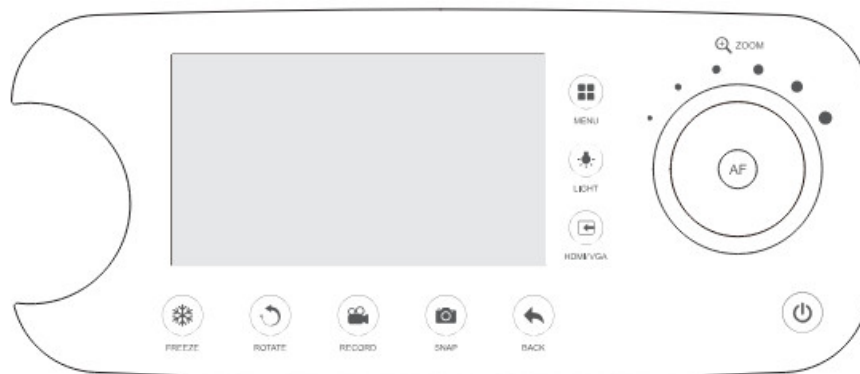 ZOOM
MENU
LIGHT
AF
HDMI/VGA
FREEZE
ROTATE
RECORD
SNAP
BACK